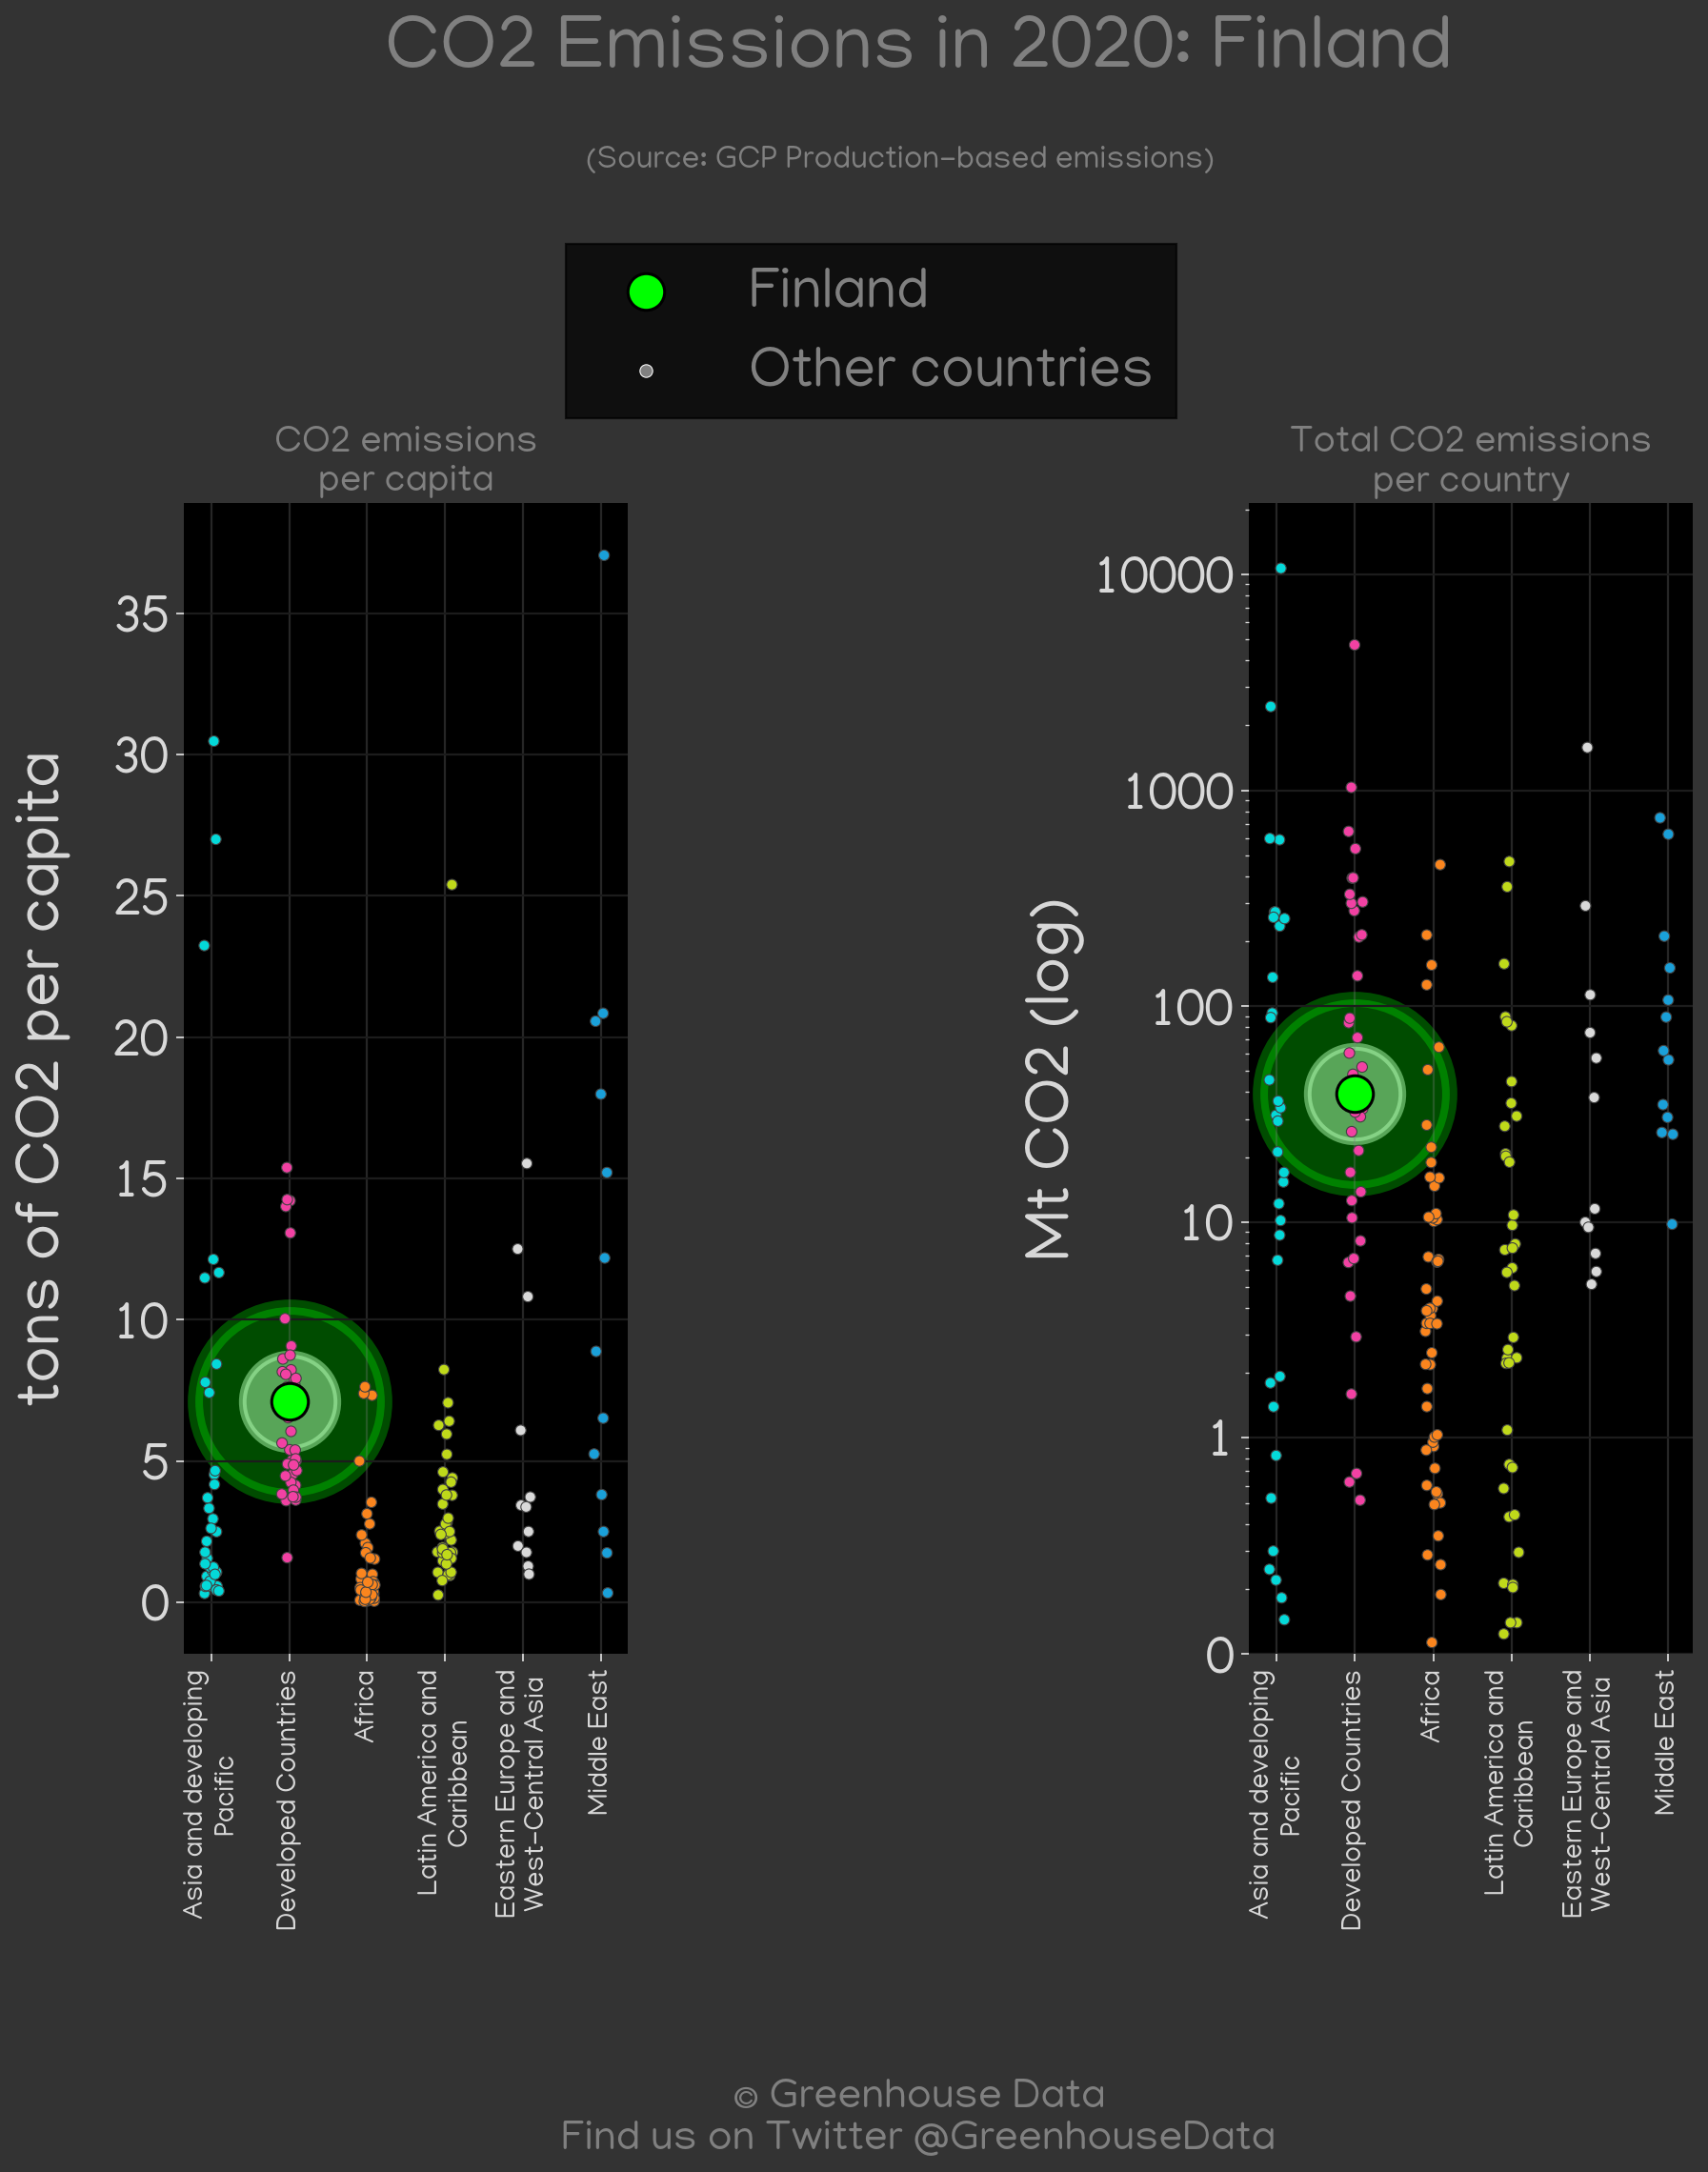 CO2 Emissions in 2020: Finland
(Source: GCP Production-based emissions)
Finland
Other countries
CO2 emissions
per capita
tons of CO2 per capita
35
30
25
20
15
10
5
0
Asia and developing
Pacific
Developed Countries
Africa
Latin America and
Caribbean
Eastern Europe and
West-Central Asia
Middle East
Total CO2 emissions
per country
Mt CO2 (log)
10000
1000
100
10
1
0
Asia and developing
Pacific
Developed Countries
Africa
Latin America and
Caribbean
Eastern Europe and
West-Central Asia
Middle East
© Greenhouse Data
Find us on Twitter @GreenhouseData